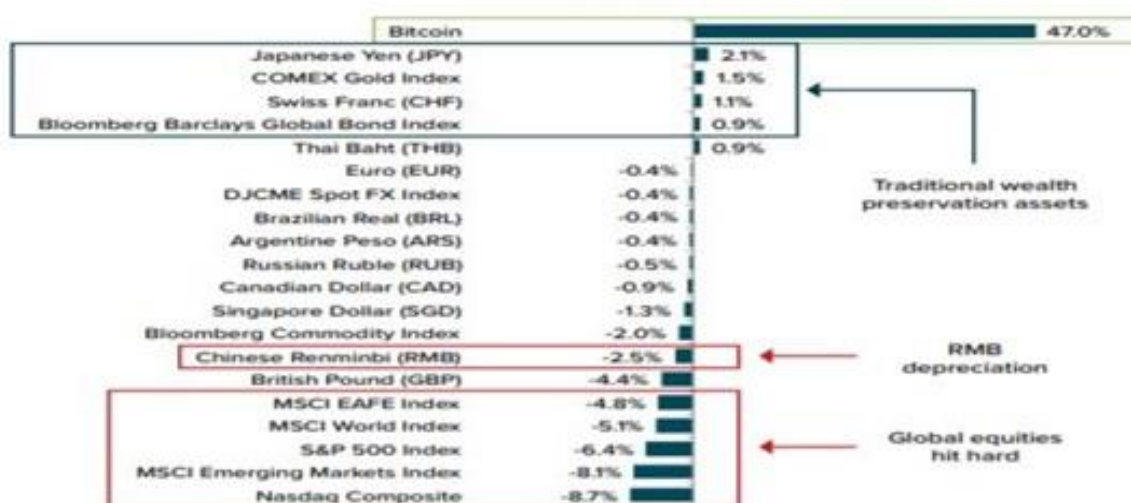 Bitcoin 47.0%
Japanese Yen (JPY) 2.1%
COMEX Gold Index 1.5%
Swiss Franc (CHF) 1.1%
Bloomberg Barclays Global Bond Index 0.9%
Thai Baht (THB) 0.9%
Euro (EUR) -0.4%
DJCME Spot FX Index -0.4%
Brazilian Real (BRL) -0.4%
Argentine Peso (ARS) -0.4%
Russian Ruble (RUB) -0.5%
Canadian Dollar (CAD) -0.9%
Singapore Dollar (SGD) -1.3%
Bloomberg Commodity Index -2.0%
Chinese Renminbi (RMB) -2.5%
British Pound (GBP) -4.4%
MSCI EAFE Index -4.8%
MSCI World Index -5.1%
S&P 500 Index -6.4%
MSCI Emerging Markets Index -8.1%
Nasdaq Composite -8.7%
Traditional wealth
preservation assets
RMB
depreciation
Global equities
hit hard